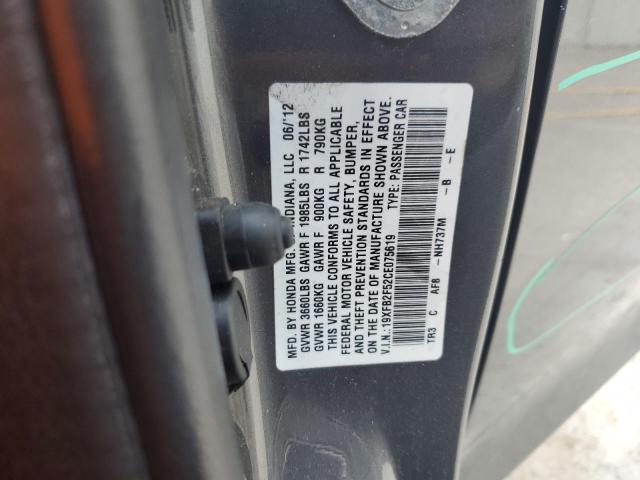 MFG. BY HONDA MFG. INDIANA, LLC 06/'12
GVWR 3660LBS GAWR F 1985LBS R 1742LBS
GVWR 1660KG GAWR F 900KG R 790KG
THIS VEHICLE CONFORMS TO ALL APPLICABLE
FEDERAL MOTOR VEHICLE SAFETY, BUMPER,
AND THEFT PREVENTION STANDARDS IN EFFECT
ON THE DATE OF MANUFACTURE SHOWN ABOVE.
V.I.N.:19XFB2F52CE075619 TYPE: PASSENGER CAR
TR3 C AF8 -NH737M -B -E